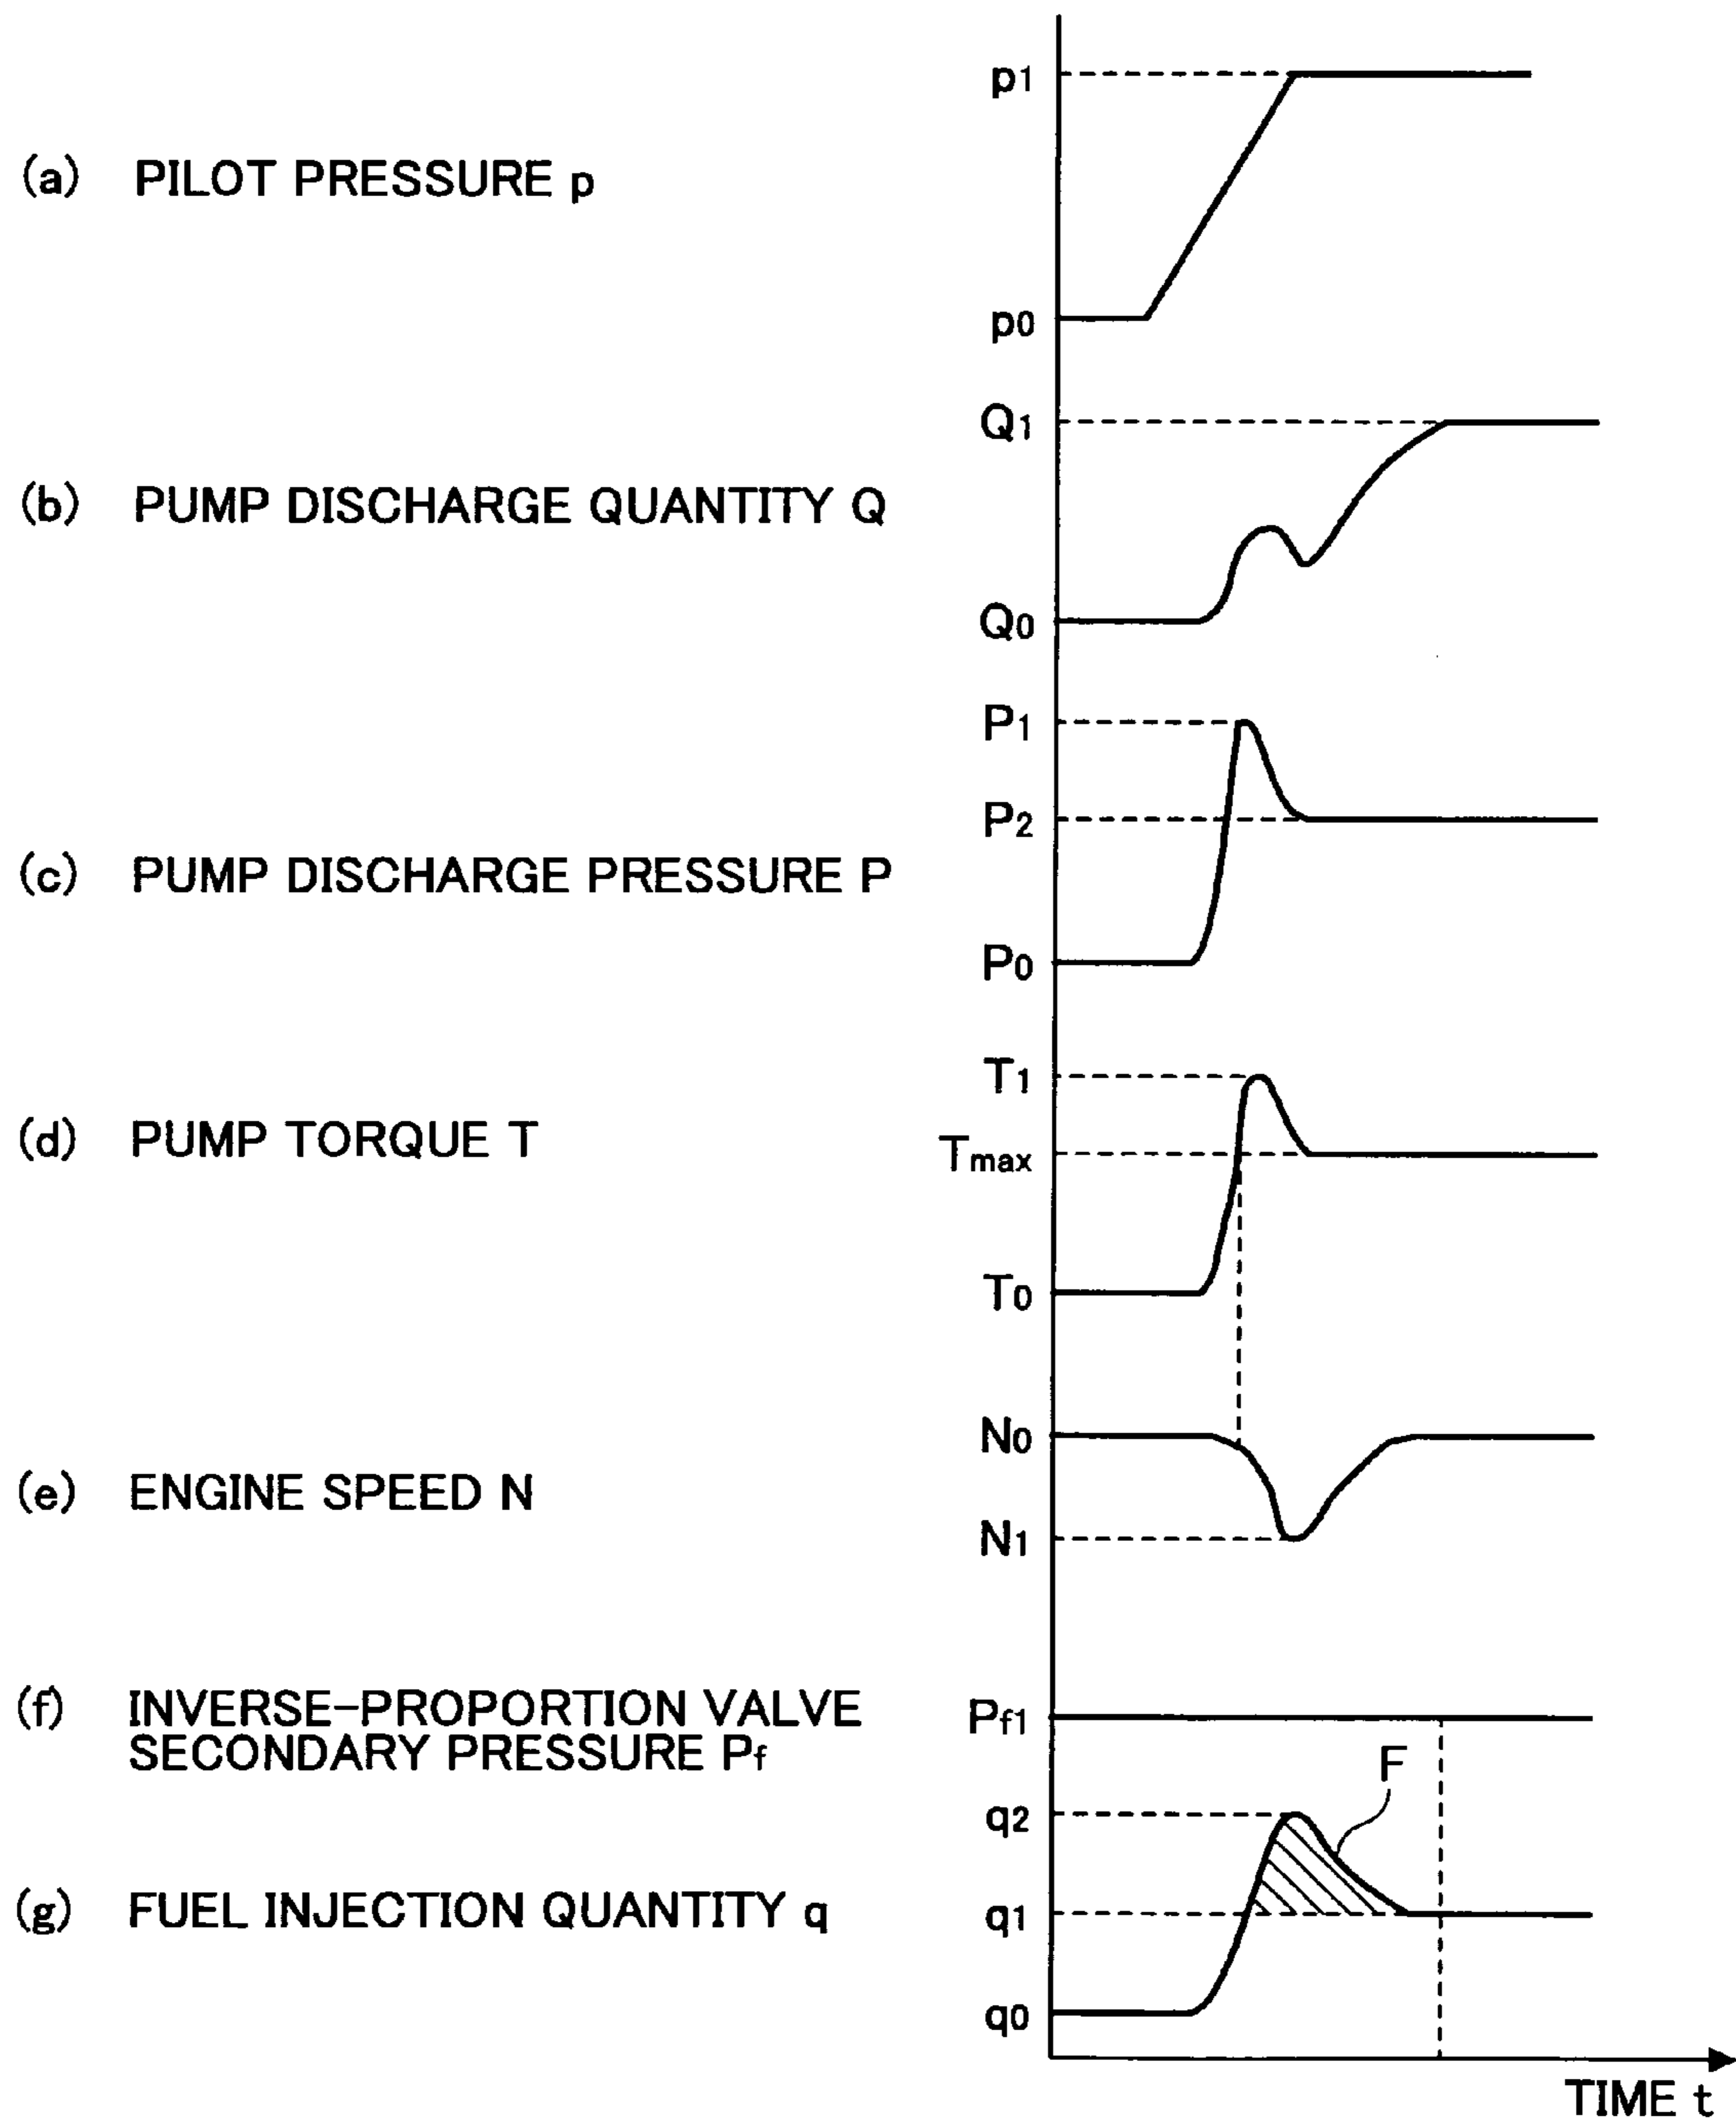 p1
(a) PILOT PRESSURE p
p0
Q1
(b) PUMP DISCHARGE QUANTITY Q
Q0
P1
P2
(c) PUMP DISCHARGE PRESSURE P
P0
T1
(d) PUMP TORQUE T
Tmax
T0
N0
(e) ENGINE SPEED N
N1
(f) INVERSE-PROPORTION VALVE
SECONDARY PRESSURE Pf
Pf1
F
q2
(g) FUEL INJECTION QUANTITY q
q1
q0
TIME t